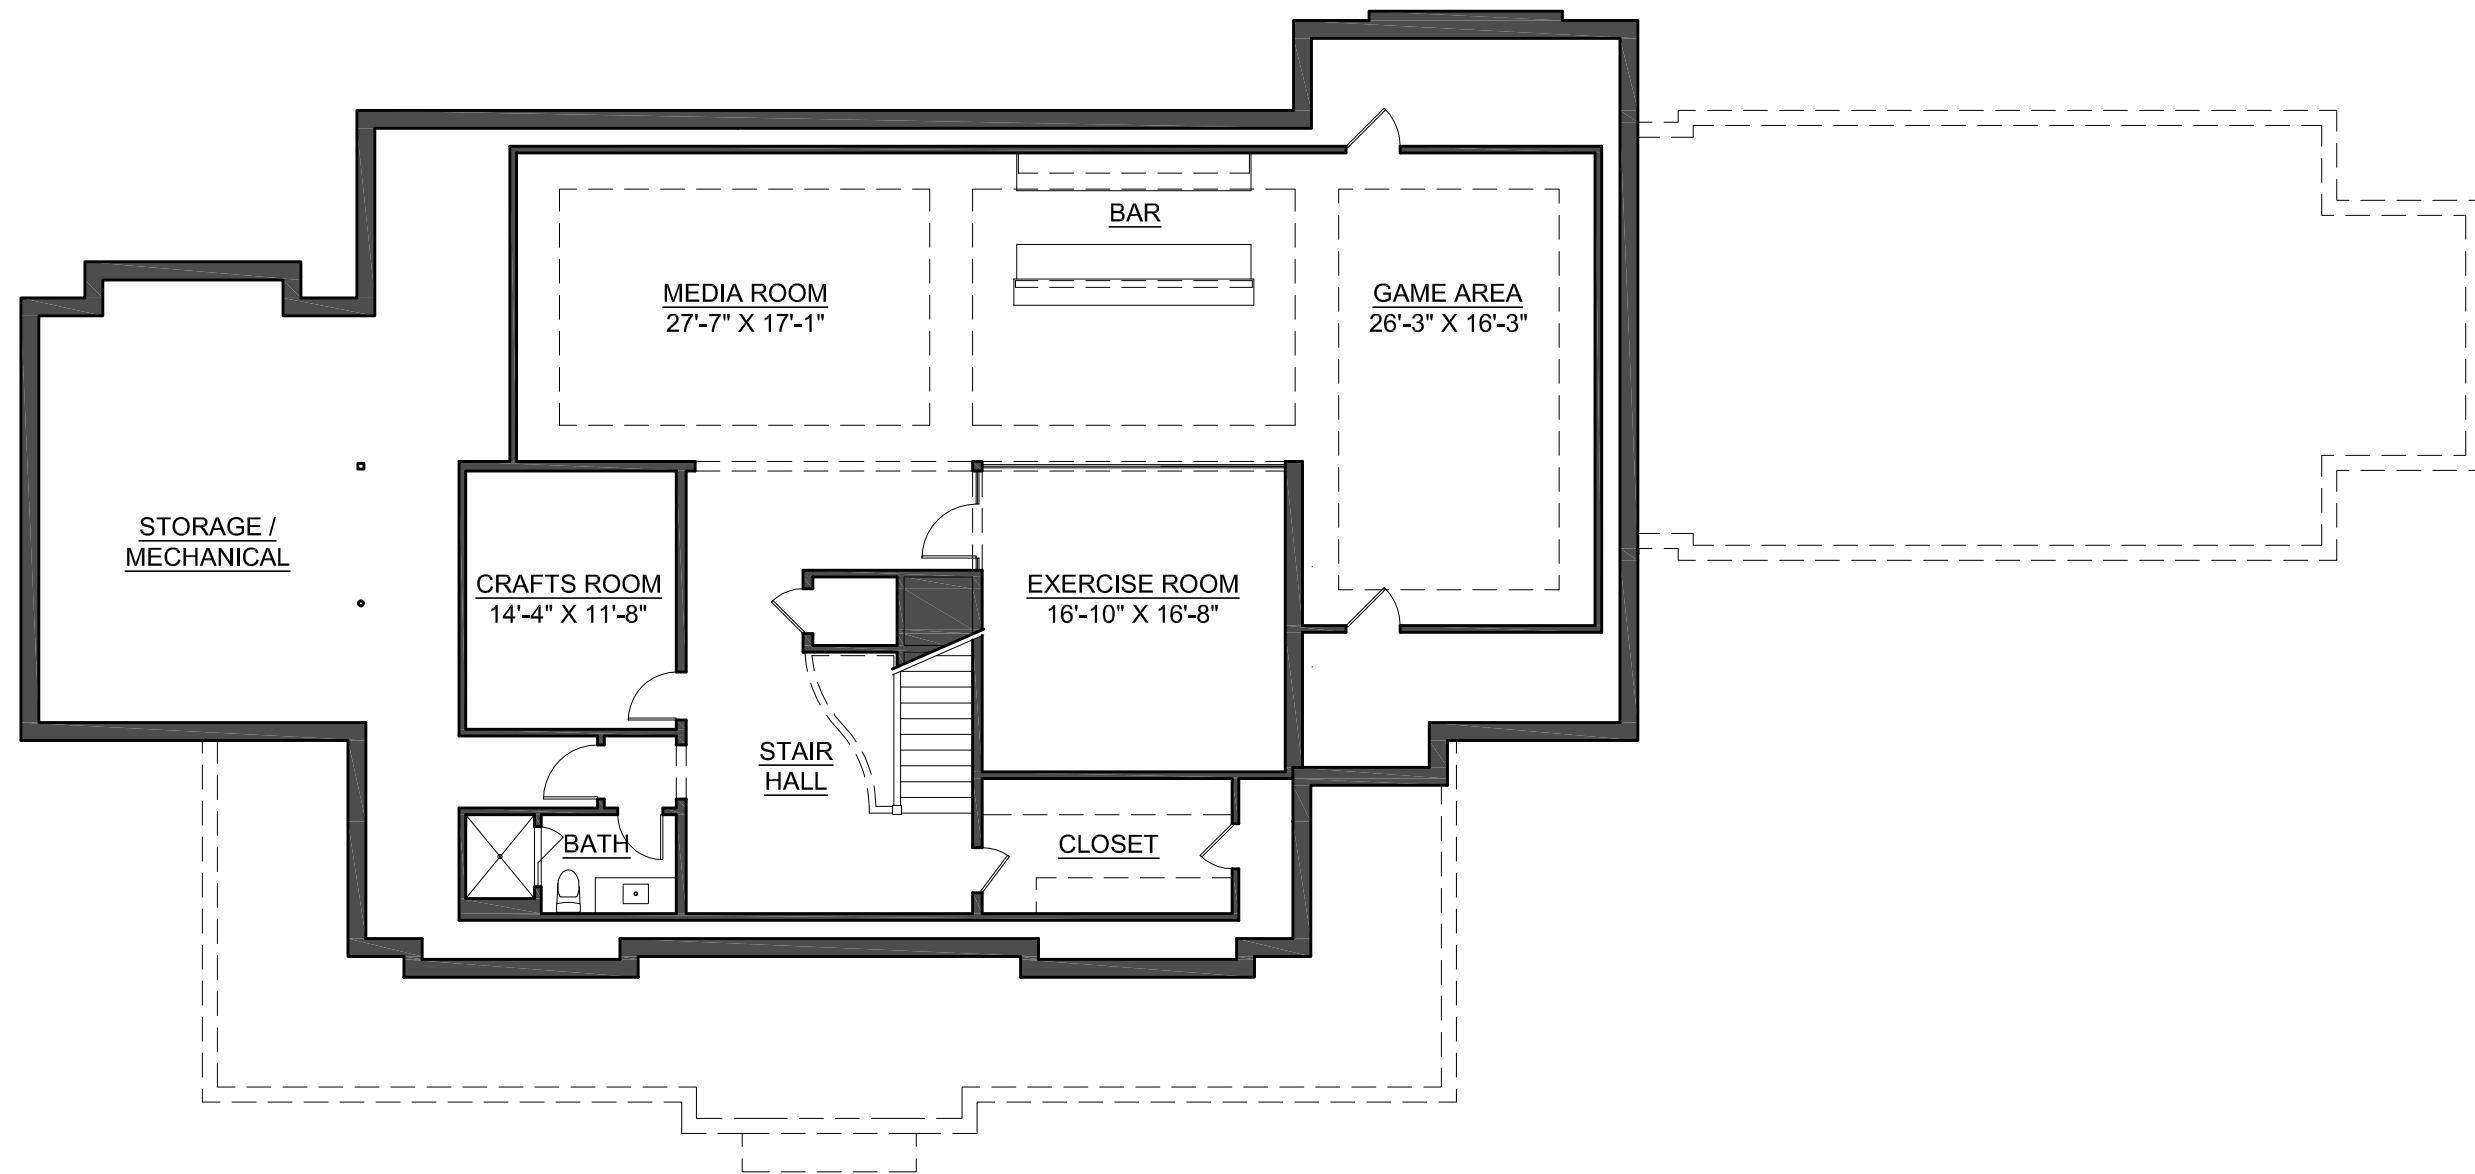 BAR
MEDIA ROOM
27'-7" X 17'-1"
GAME AREA
26'-3" X 16'-3"
STORAGE /
MECHANICAL
CRAFTS ROOM
14'-4" X 11'-8"
EXERCISE ROOM
16'-10" X 16'-8"
STAIR
HALL
BATH
CLOSET